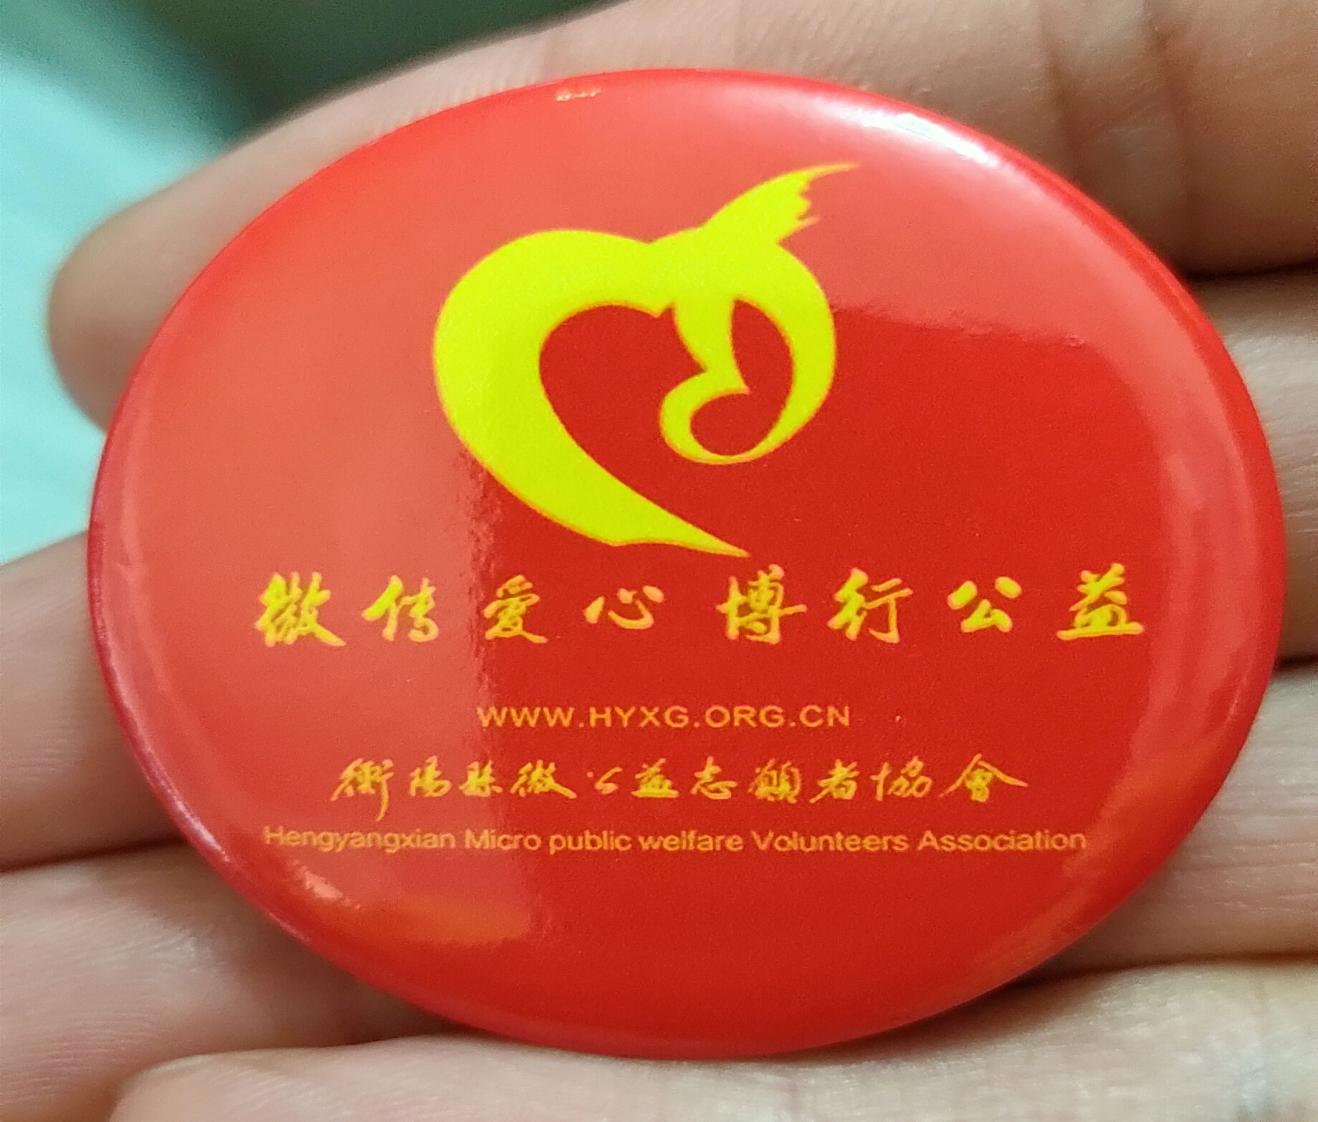 微传爱心 博行公益
WWW.HYXG.ORG.CN
衡陽縣微公益志願者協會
Hengyangxian Micro public welfare Volunteers Association